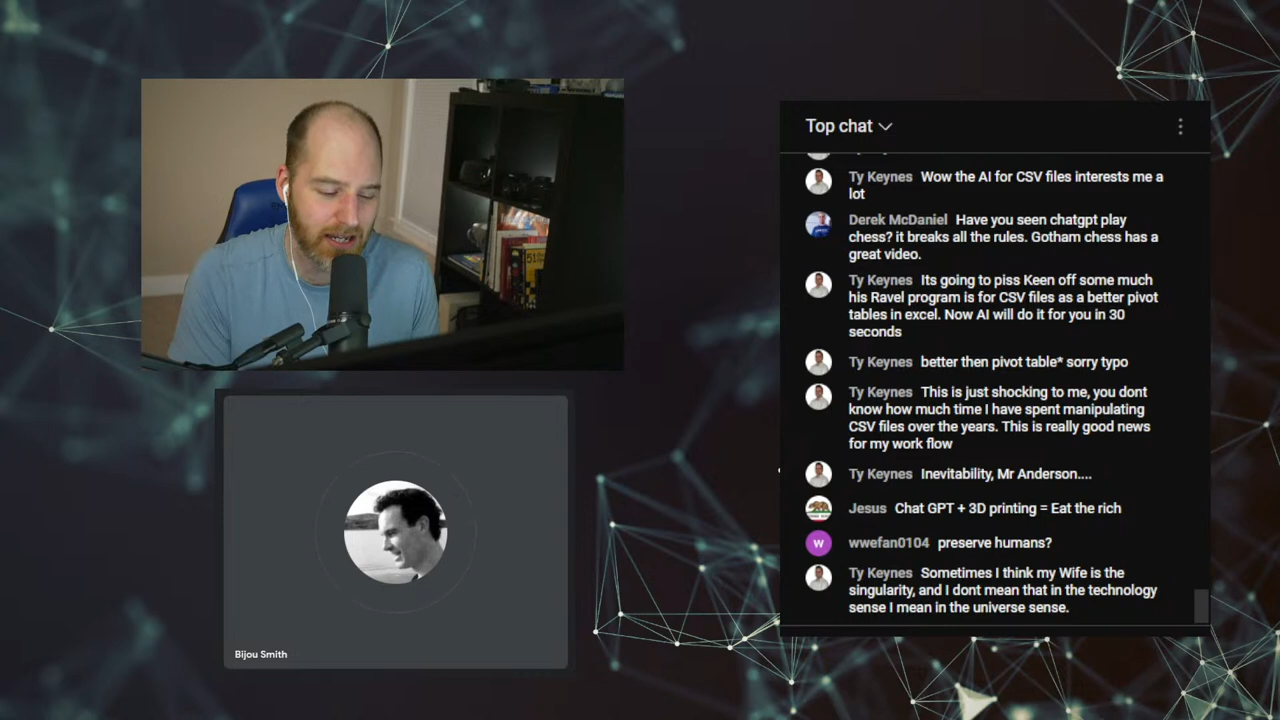 Top chat
Ty Keynes Wow the AI for CSV files interests me a
lot
Derek McDaniel Have you seen chatgpt play
chess? it breaks all the rules. Gotham chess has a
great video.
Ty Keynes Its going to piss Keen off some much
his Ravel program is for CSV files as a better pivot
tables in excel. Now AI will do it for you in 30
seconds
Ty Keynes better then pivot table* sorry typo
Ty Keynes This is just shocking to me, you dont
know how much time I have spent manipulating
CSV files over the years. This is really good news
for my work flow
Ty Keynes Inevitability, Mr Anderson....
Jesus Chat GPT + 3D printing = Eat the rich
W wwefan0104 preserve humans?
Ty Keynes Sometimes I think my Wife is the
singularity, and I dont mean that in the technology
sense I mean in the universe sense.
Bijou Smith